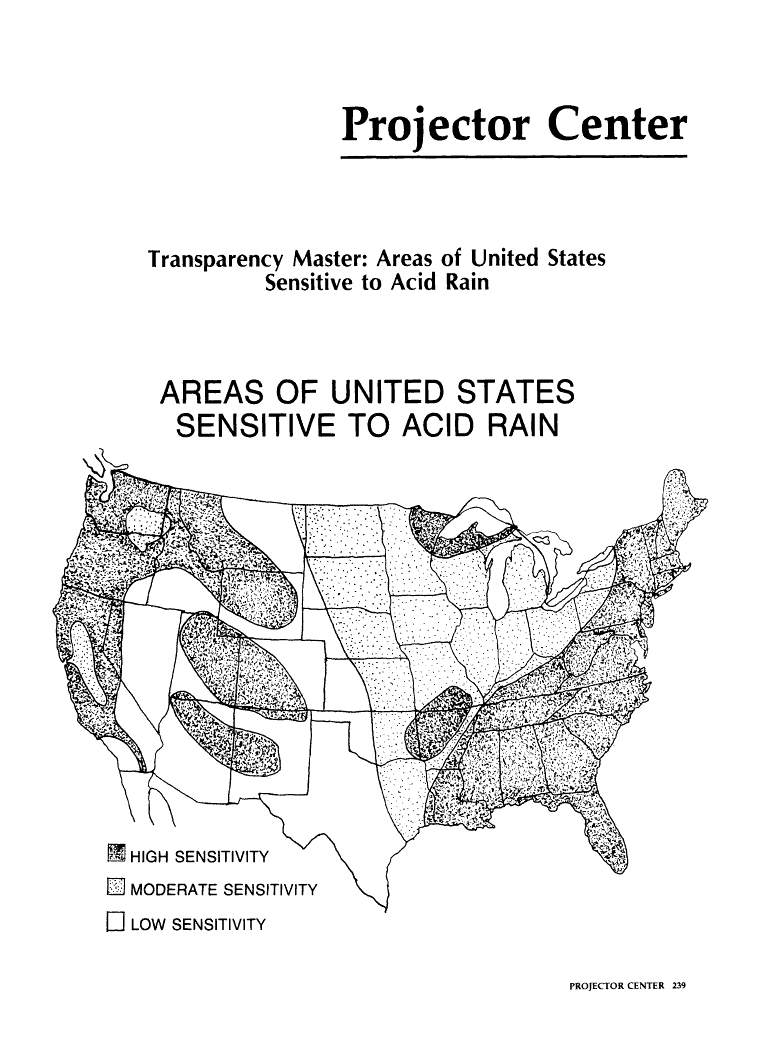 Projector Center
Transparency Master: Areas of United States
Sensitive to Acid Rain
AREAS OF UNITED STATES
SENSITIVE TO ACID RAIN
HIGH SENSITIVITY
MODERATE SENSITIVITY
LOW SENSITIVITY
PROJECTOR CENTER 239